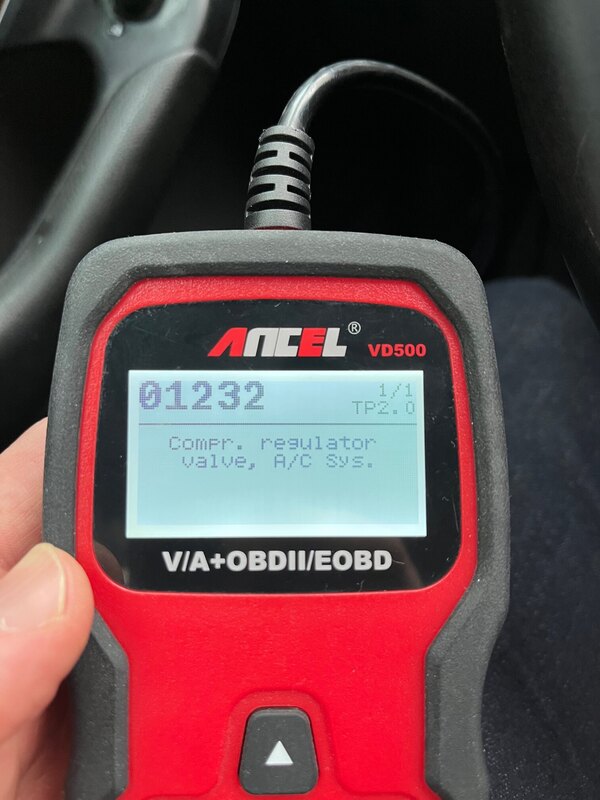 ANCEL®
VD500
01232
1/1
TP2.0
Compr. regulator
valve, A/C Sys.
V/A+OBDII/EOBD